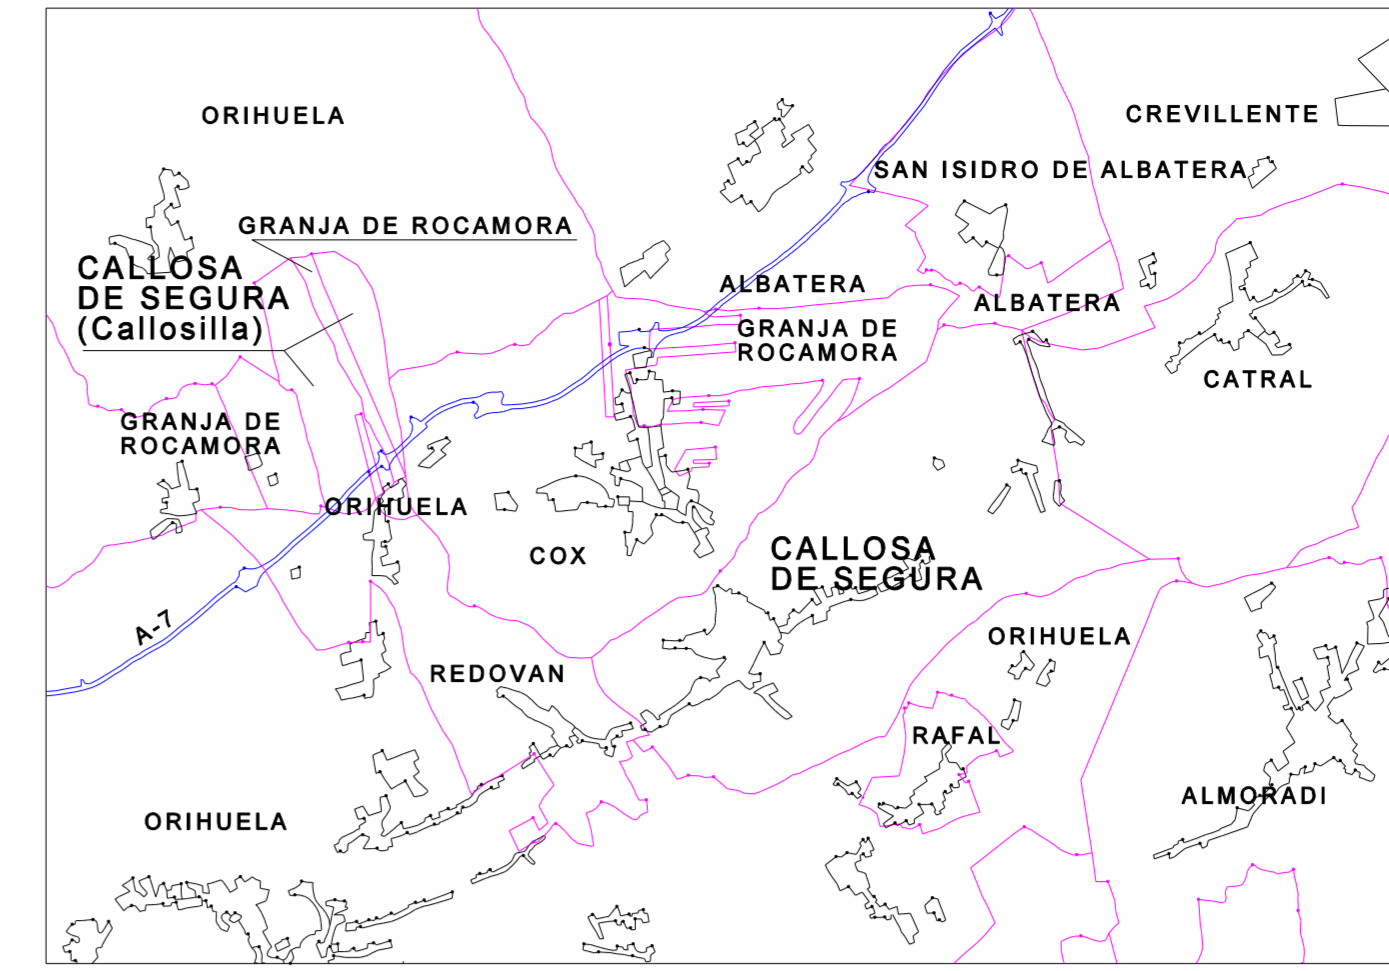 ORIHUELA
CREVILLENTE
SAN ISIDRO DE ALBATERA
GRANJA DE ROCAMORA
CALLOSA
DE SEGURA
(Callosilla)
ALBATERA
ALBATERA
GRANJA DE
ROCAMORA
CATRAL
GRANJA DE
ROCAMORA
ORIHUELA
COX
CALLOSA
DE SEGURA
A-7
ORIHUELA
REDOVAN
RAFAL
ALMORADI
ORIHUELA